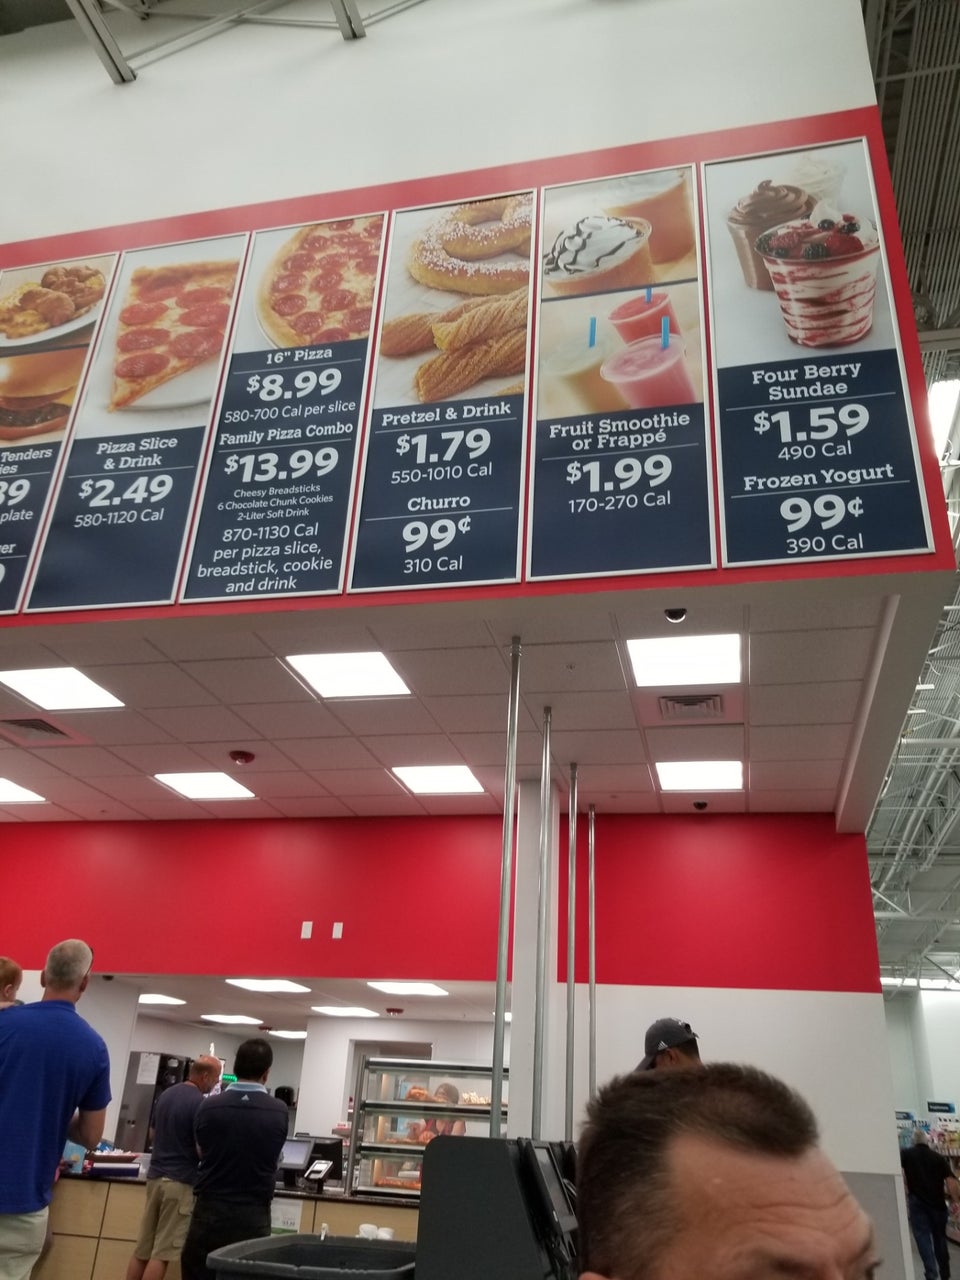 Tenders
plate
Pizza Slice
& Drink
$2.49
580-1120 Cal
16" Pizza
$8.99
580-700 Cal per slice
Family Pizza Combo
$13.99
Cheesy Breadsticks
6 Chocolate Chunk Cookies
2-Liter Soft Drink
870-1130 Cal
per pizza slice,
breadstick, cookie
and drink
Pretzel & Drink
$1.79
550-1010 Cal
Churro
99¢
310 Cal
Fruit Smoothie
or Frappé
$1.99
170-270 Cal
Four Berry
Sundae
$1.59
490 Cal
Frozen Yogurt
99¢
390 Cal